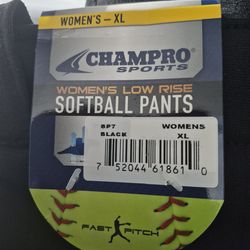 WOMEN'S – XL
CHAMPRO
SPORTS
WOMEN'S LOW RISE
SOFTBALL PANTS
BP7 WOMENS
BLACK XL
7 52044 61861 0
FAST PITCH